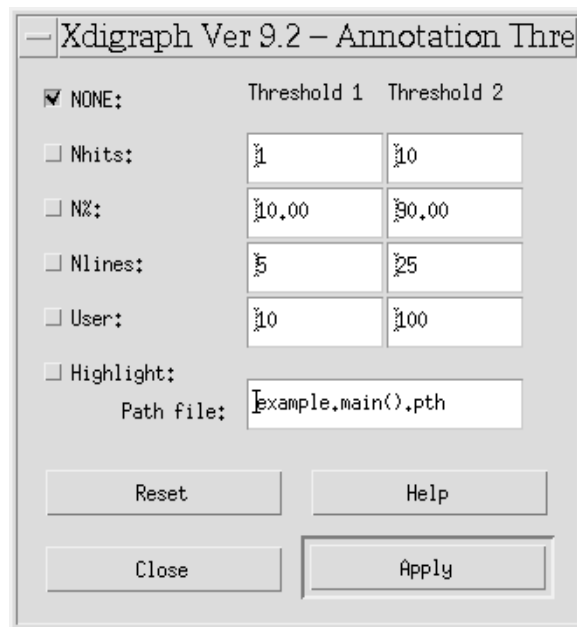 Xdigraph Ver 9.2 – Annotation Thre
NONE: Threshold 1 Threshold 2
Nhits: 1 10
N%: 10.00 90.00
Nlines: 5 25
User: 10 100
Highlight:
Path file: example.main().pth
Reset Help
Close Apply